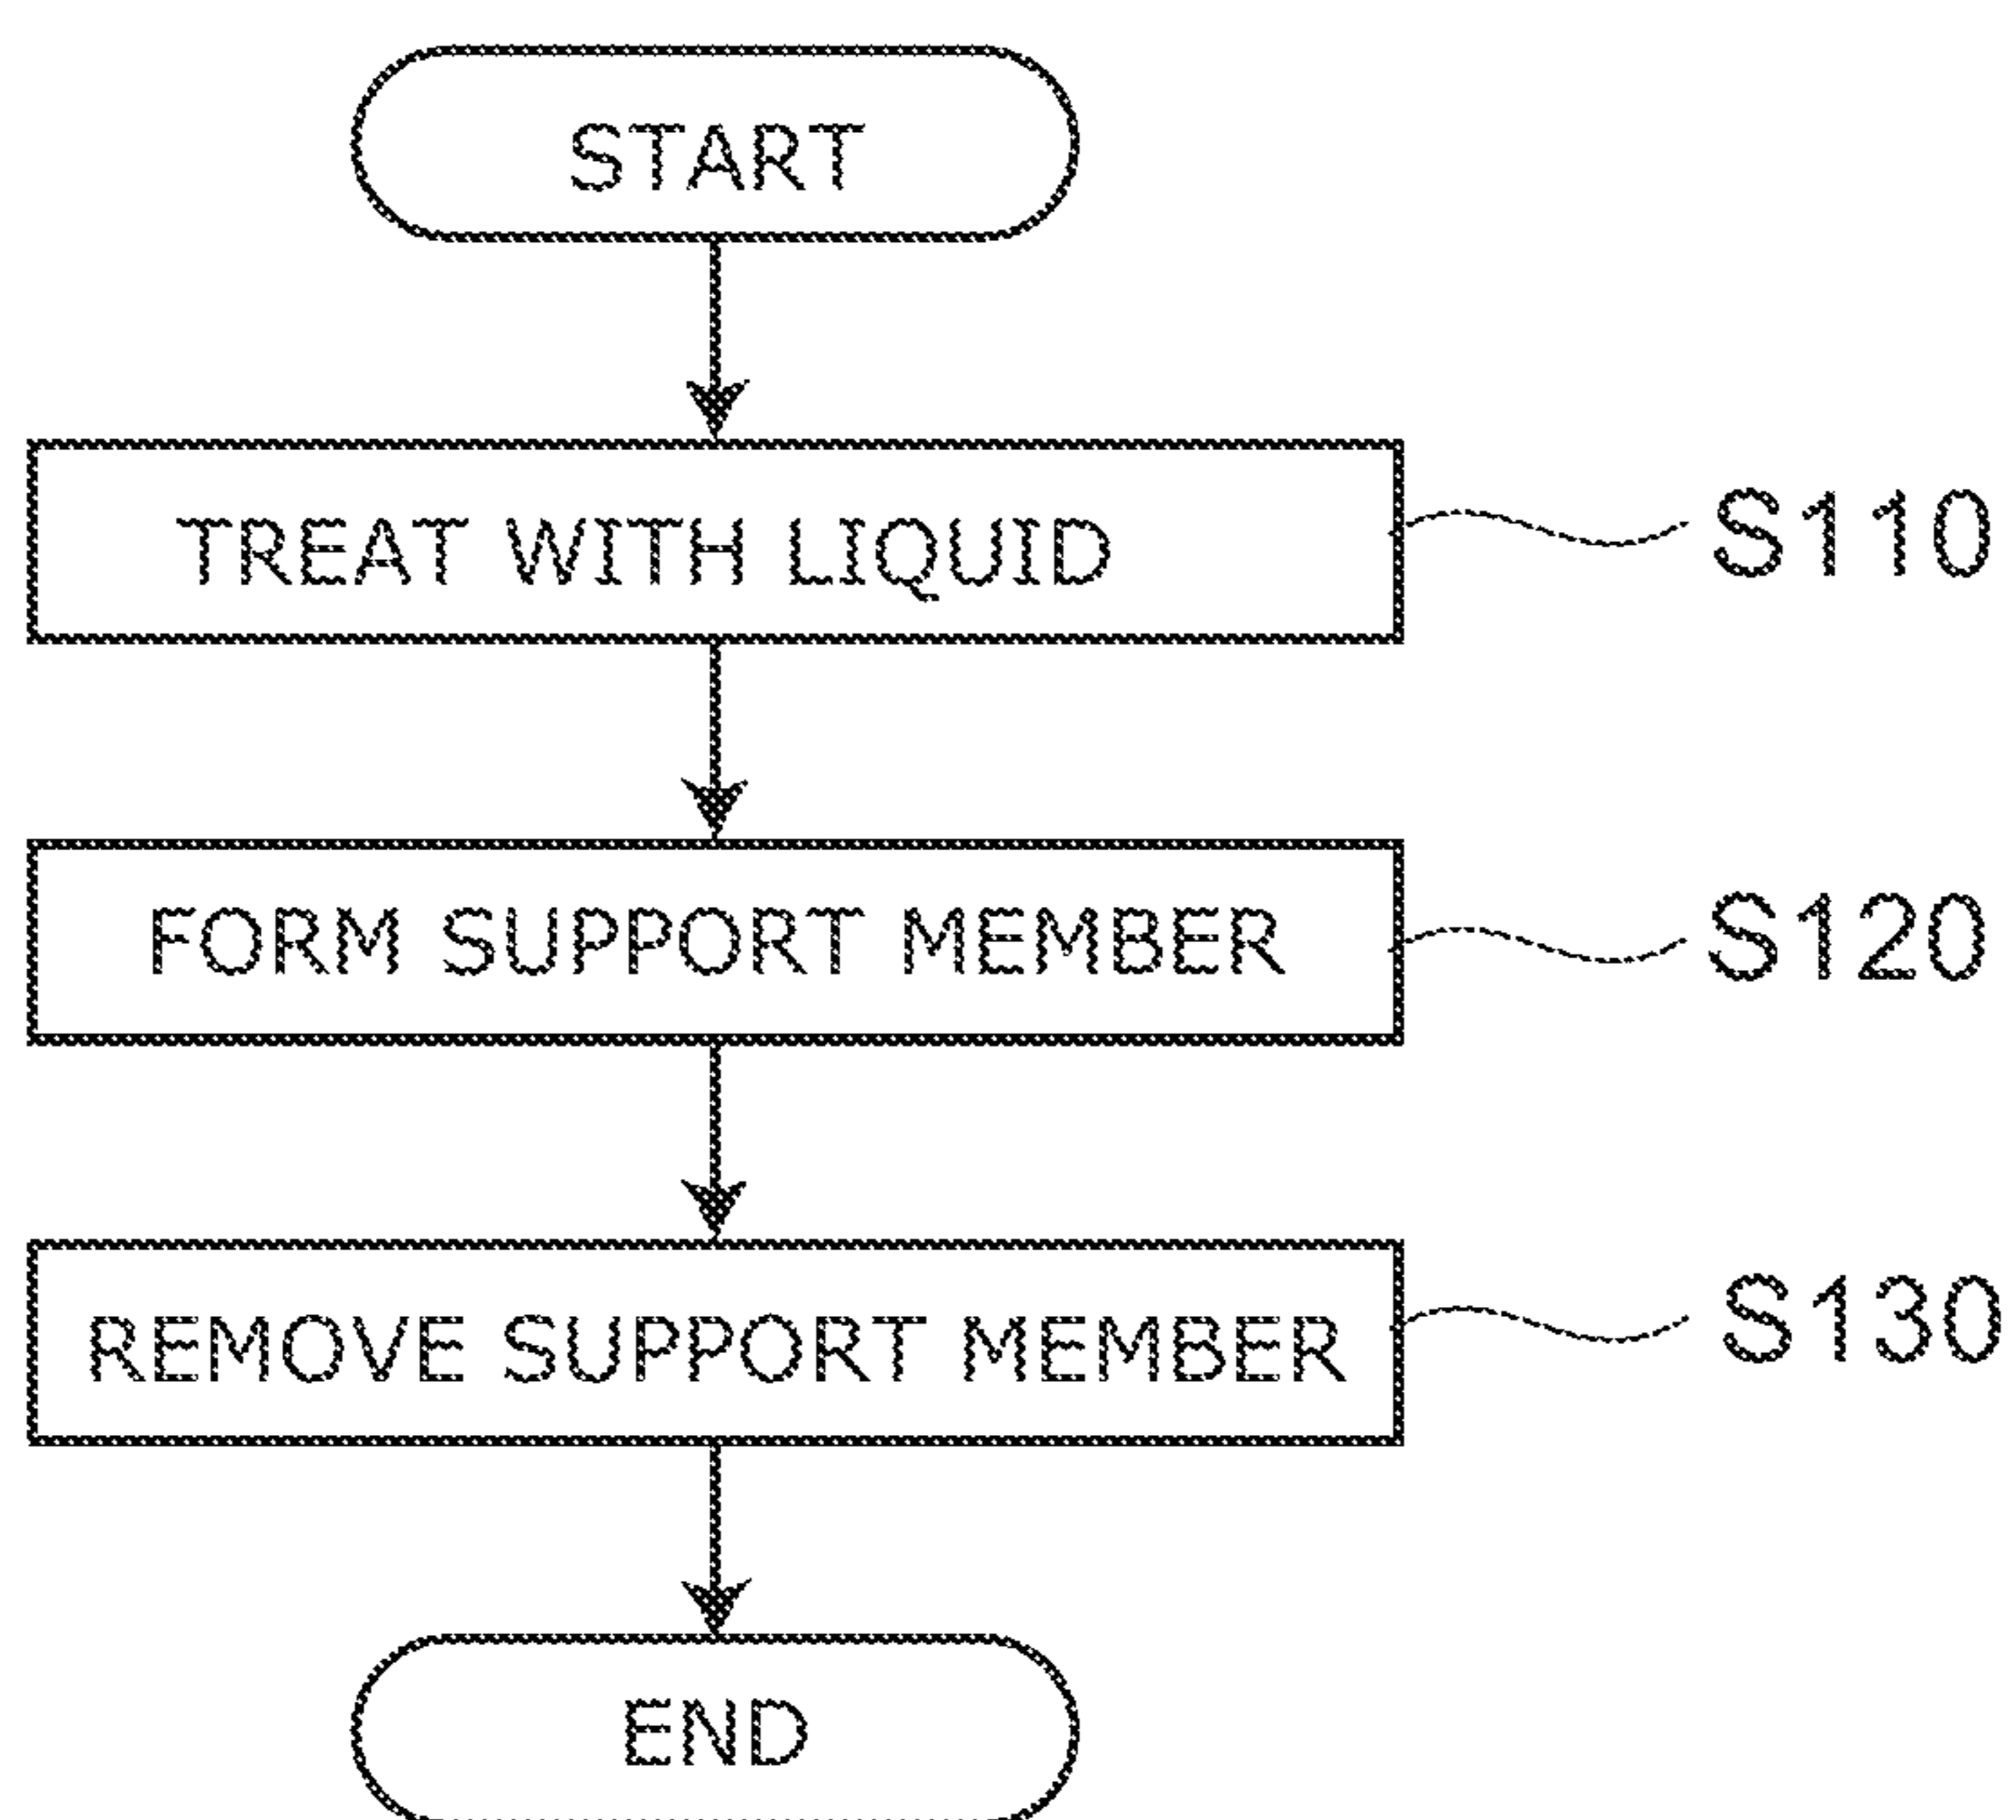 START
TREAT WITH LIQUID
S110
FORM SUPPORT MEMBER
S120
REMOVE SUPPORT MEMBER
S130
END